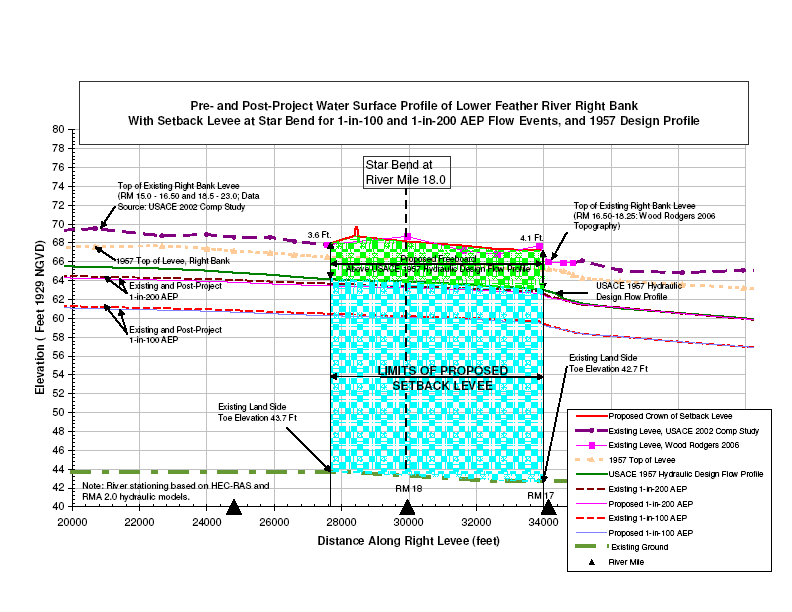 Pre- and Post-Project Water Surface Profile of Lower Feather River Right Bank
With Setback Levee at Star Bend for 1-in-100 and 1-in-200 AEP Flow Events, and 1957 Design Profile
Elevation ( Feet 1929 NGVD)
80
78
76
74
72
70
68
66
64
62
60
58
56
54
52
50
48
46
44
42
40
Star Bend at
River Mile 18.0
Top of Existing Right Bank Levee
(RM 15.0 - 16.50 and 18.5 - 23.0; Data
Source: USACE 2002 Comp Study
Top of Existing Right Bank Levee
(RM 16.50-18.25: Wood Rodgers 2006
Topography)
3.6 Ft.
4.1 Ft.
1957 Top of Levee, Right Bank
Proposed Freeboard
Above USACE 1957 Hydraulic Design Flow Profile
Existing and Post-Project
1-in-200 AEP
USACE 1957 Hydraulic
Design Flow Profile
Existing and Post-Project
1-in-100 AEP
LIMITS OF PROPOSED
SETBACK LEVEE
Existing Land Side
Toe Elevation 42.7 Ft
Existing Land Side
Toe Elevation 43.7 Ft
Note: River stationing based on HEC-RAS and
RMA 2.0 hydraulic models.
RM 18
RM 17
20000
22000
24000
26000
28000
30000
32000
34000
Distance Along Right Levee (feet)
Proposed Crown of Setback Levee
Existing Levee, USACE 2002 Comp Study
Existing Levee, Wood Rodgers 2006
1957 Top of Levee
USACE 1957 Hydraulic Design Flow Profile
Existing 1-in-200 AEP
Proposed 1-in-200 AEP
Existing 1-in-100 AEP
Proposed 1-in-100 AEP
Existing Ground
River Mile